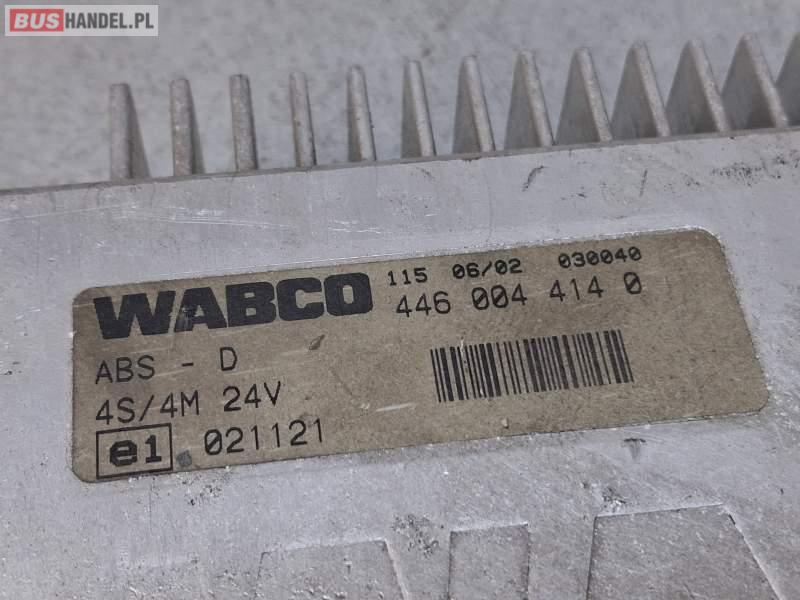 BUSHANDEL.PL
WABCO
115 06/02 030040
446 004 414 0
ABS - D
4S/4M 24V
e1 021121